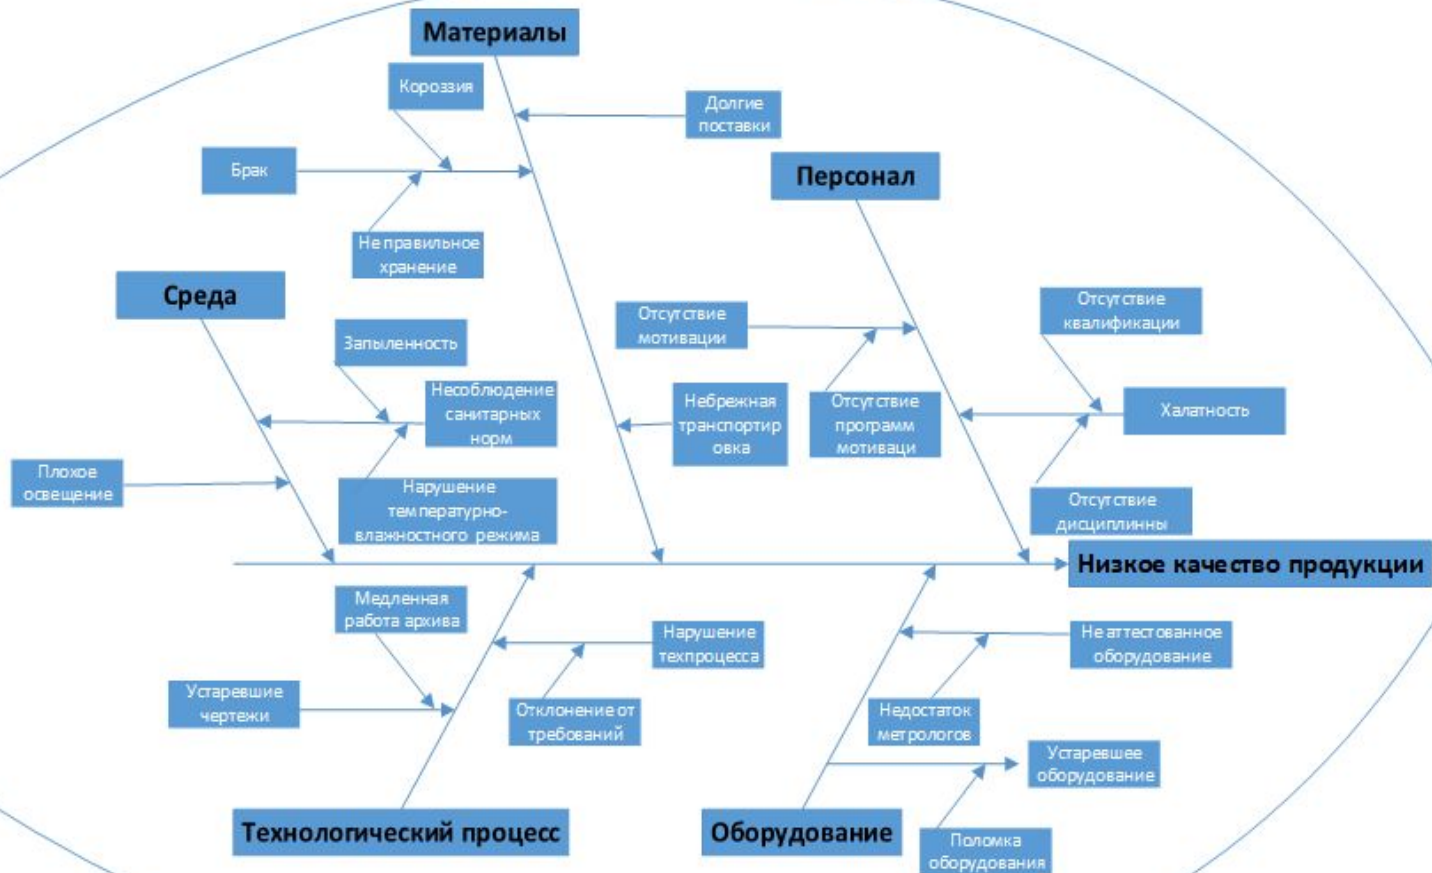 Материалы
Корозия
Долгие
поставки
Брак
Персонал
Не правильное
хранение
Среда
Отсутствие
квалификации
Отсутствие
мотивации
Запыленность
Несоблюдение
санитарных
норм
Небрежная
транспортир
овка
Отсутствие
программ
мотиваци
Халатность
Плохое
освещение
Нарушение
температурно-
влажностного режима
Отсутствие
дисциплинны
Низкое качество продукции
Медленная
работа архива
Нарушение
техпроцесса
Не аттестованное
оборудование
Устаревшие
чертежи
Отклонение от
требований
Недостаток
метрологов
Устаревшее
оборудование
Технологический процесс
Оборудование
Поломка
оборудования